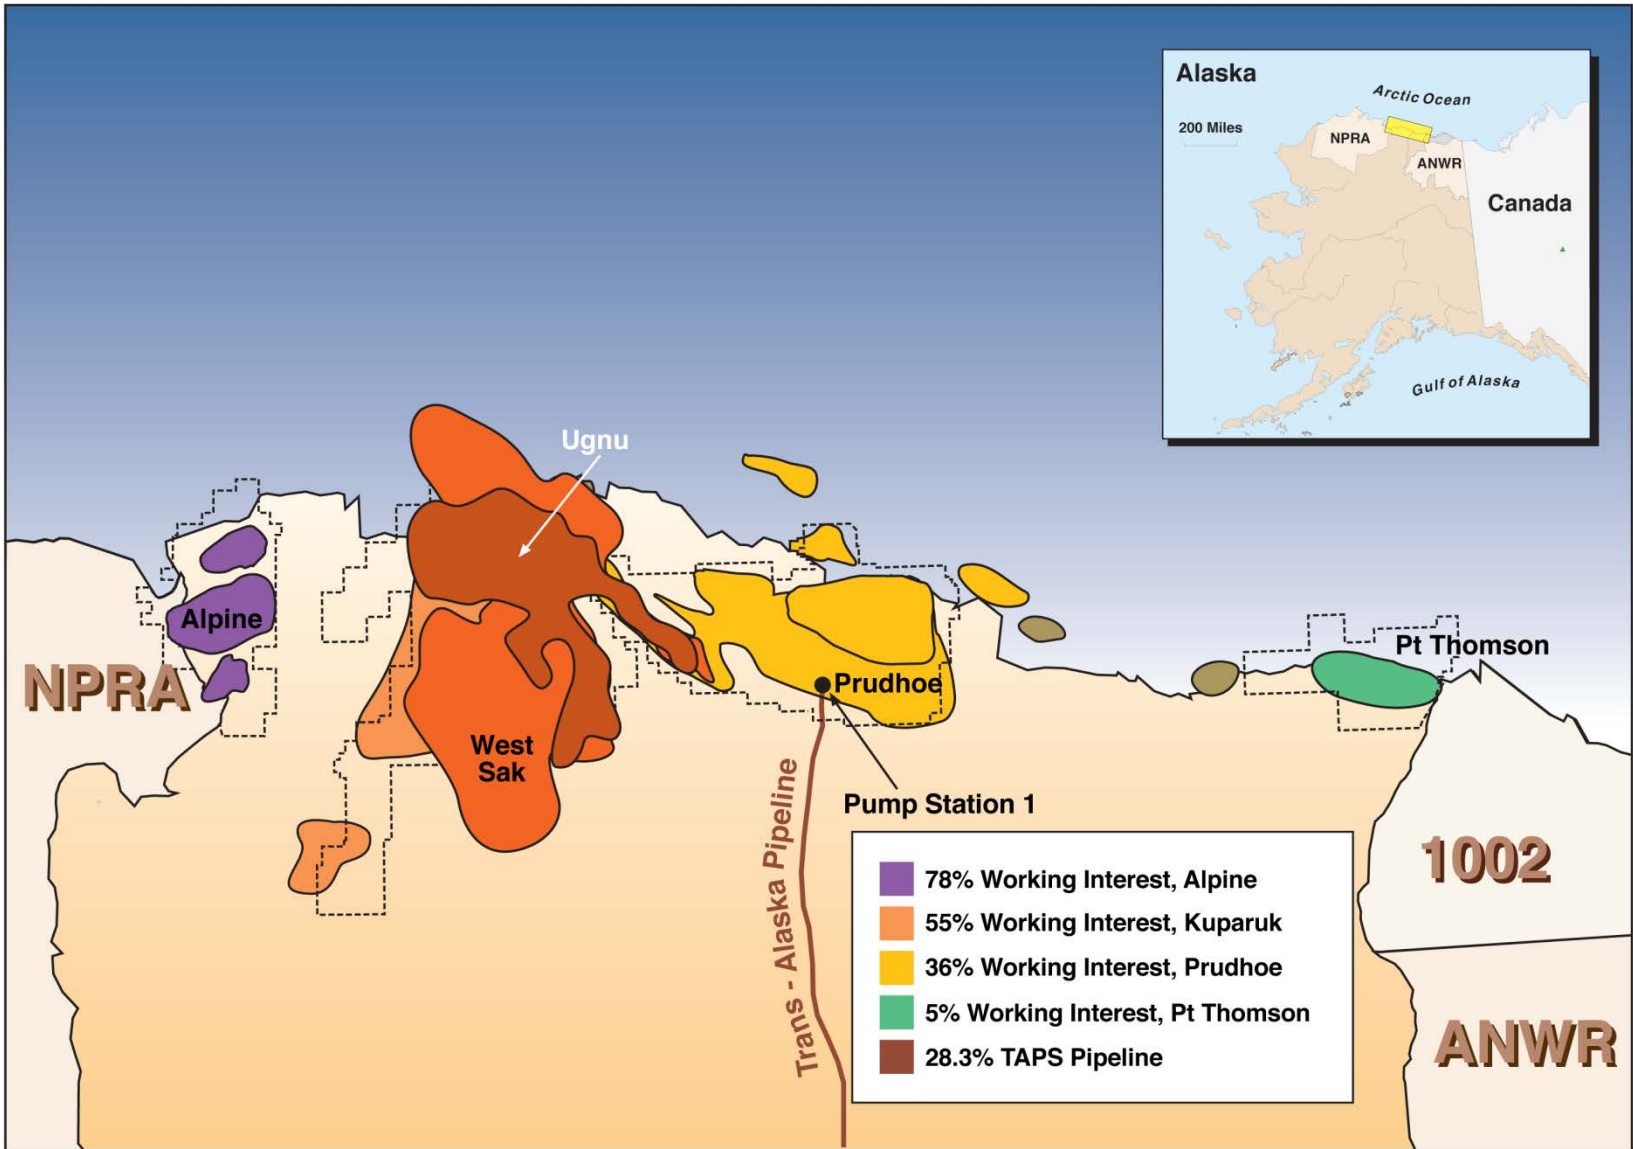 Alaska
Arctic Ocean
200 Miles
NPRA
ANWR
Canada
Gulf of Alaska
Ugnu
Alpine
NPRA
West
Sak
Prudhoe
Pt Thomson
Pump Station 1
Trans - Alaska Pipeline
78% Working Interest, Alpine
55% Working Interest, Kuparuk
36% Working Interest, Prudhoe
5% Working Interest, Pt Thomson
28.3% TAPS Pipeline
1002
ANWR